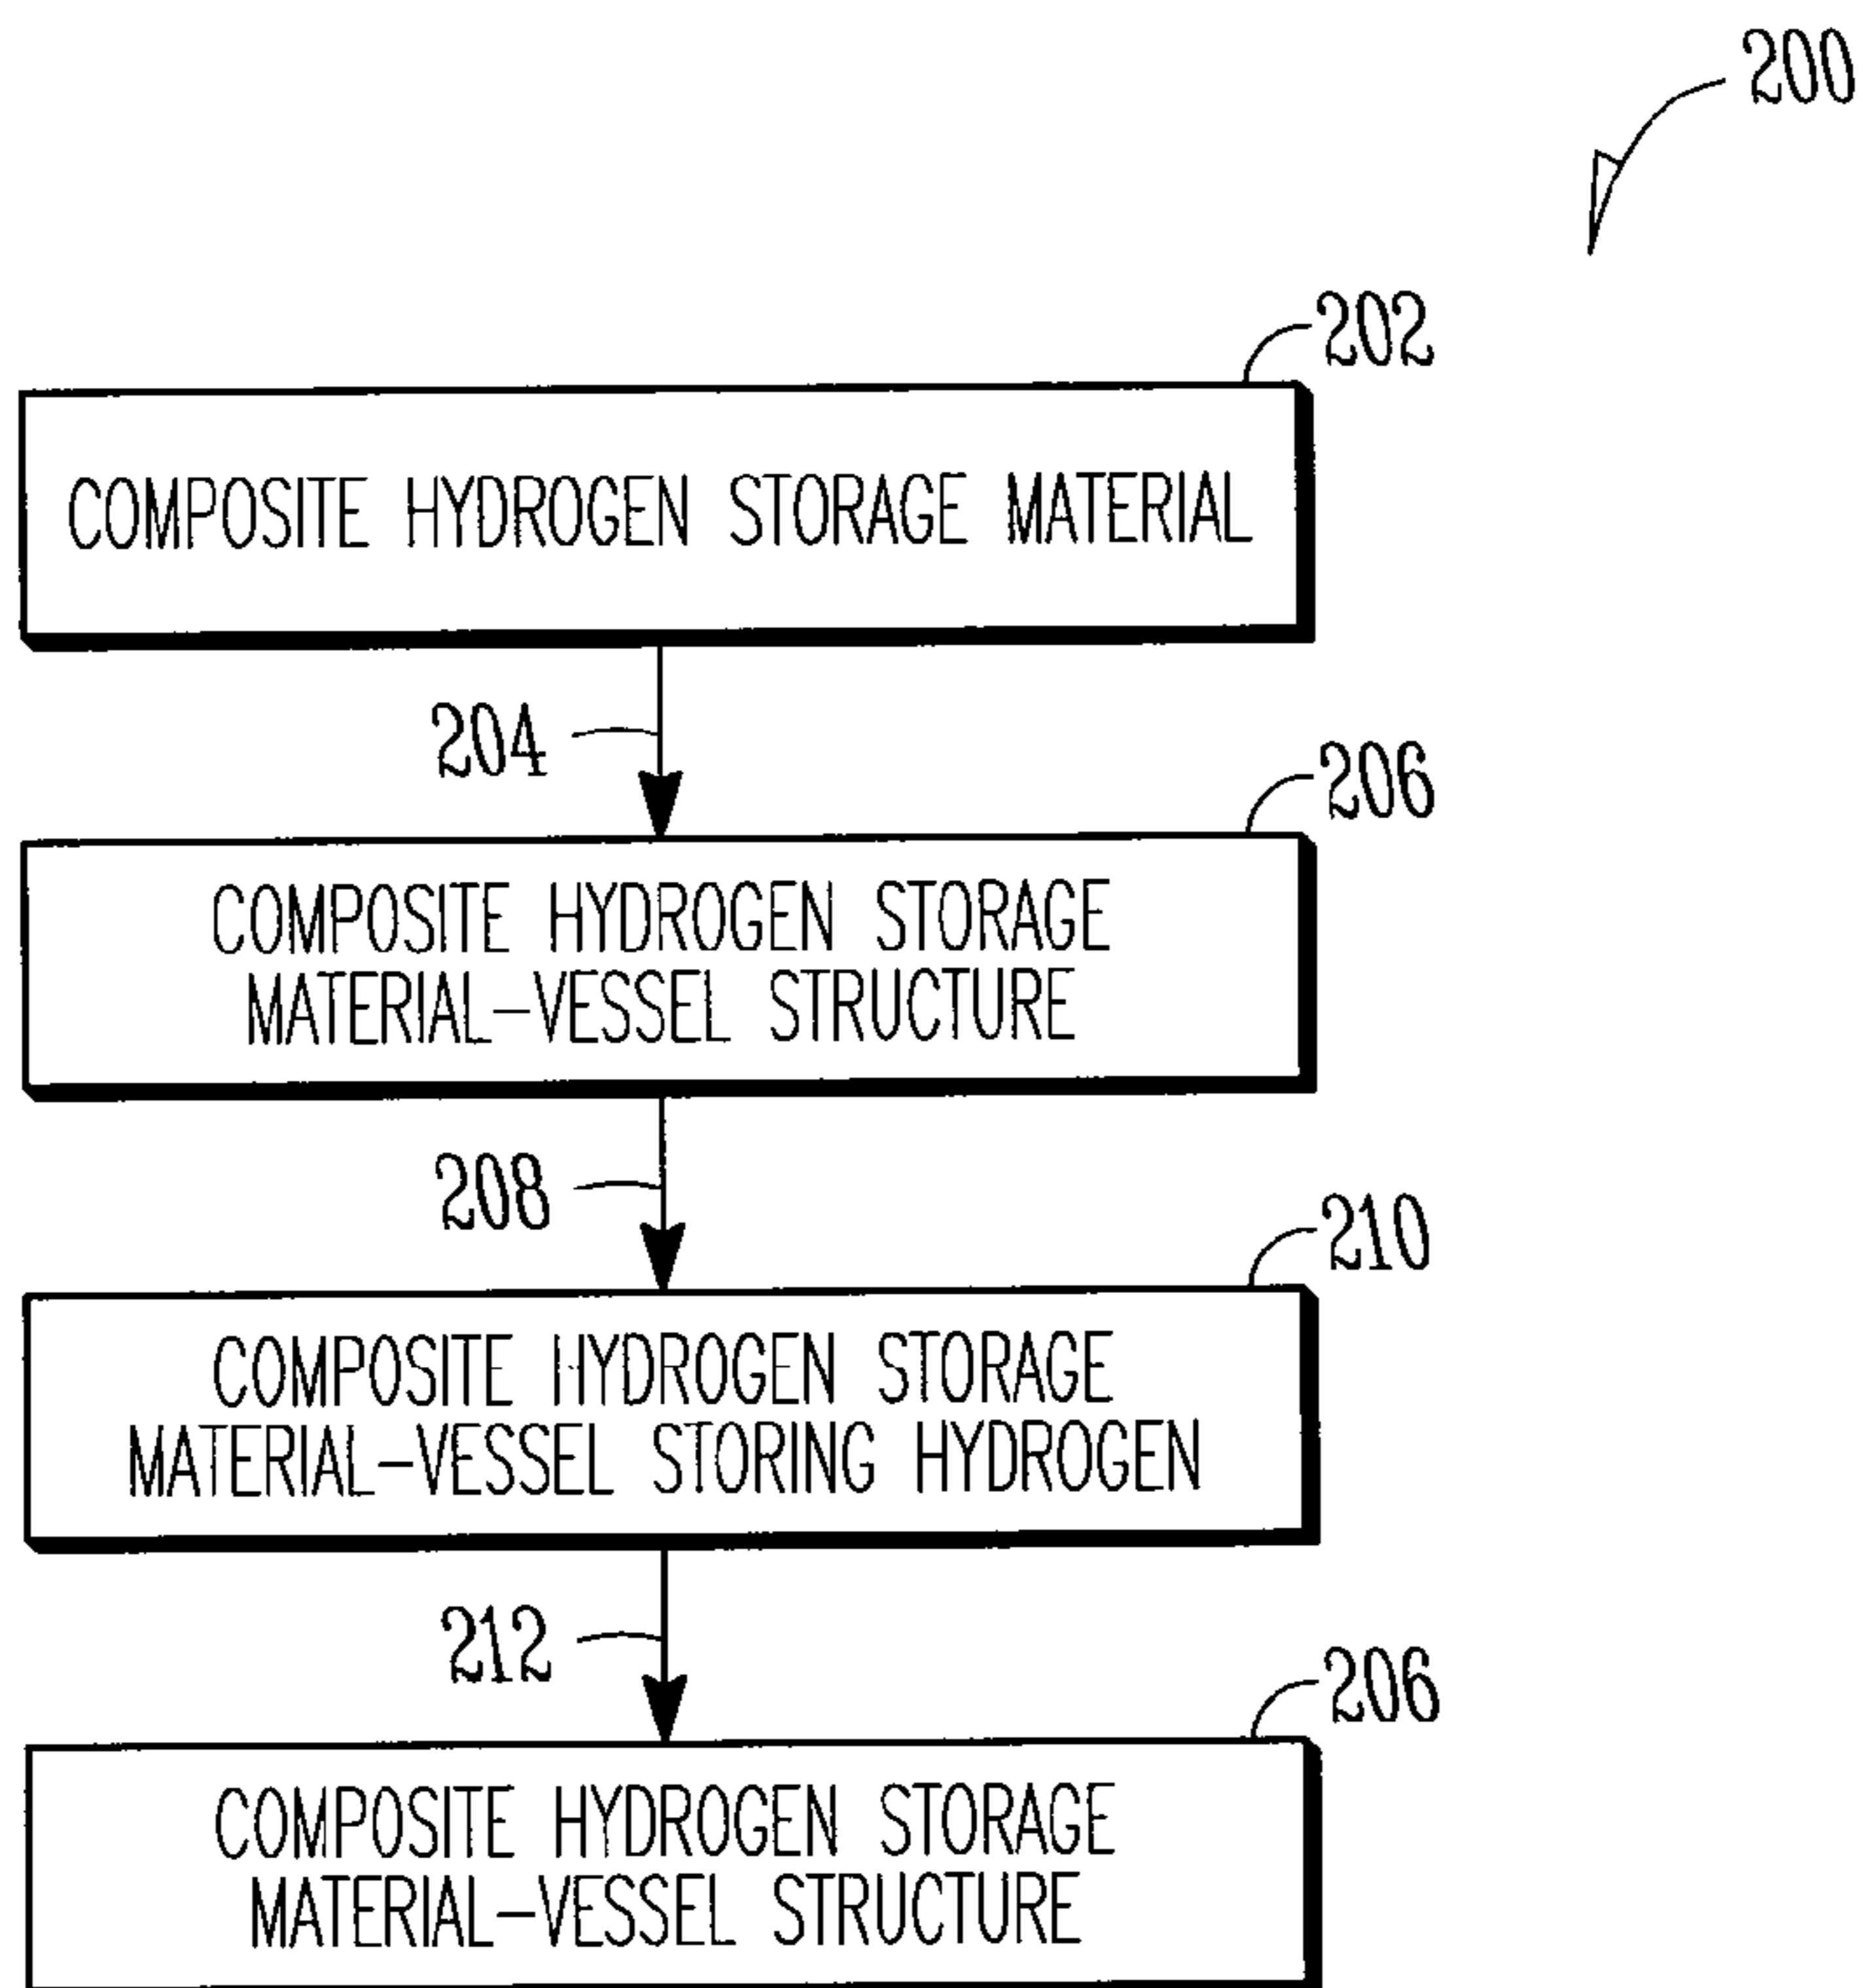 200
202
COMPOSITE HYDROGEN STORAGE MATERIAL
204
206
COMPOSITE HYDROGEN STORAGE
MATERIAL-VESSEL STRUCTURE
208
210
COMPOSITE HYDROGEN STORAGE
MATERIAL-VESSEL STORING HYDROGEN
212
206
COMPOSITE HYDROGEN STORAGE
MATERIAL-VESSEL STRUCTURE